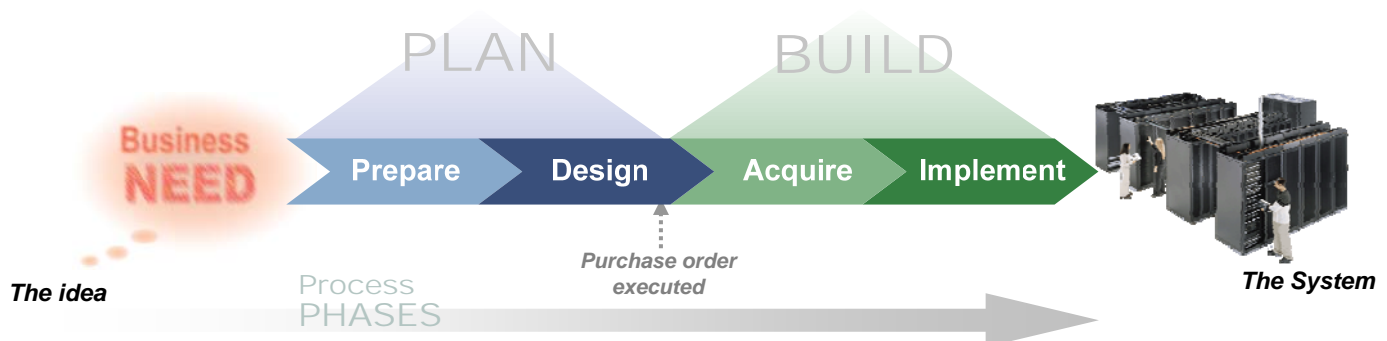 PLAN
BUILD
Business
NEED
Prepare
Design
Acquire
Implement
Purchase order
executed
The idea
The System
Process
PHASES